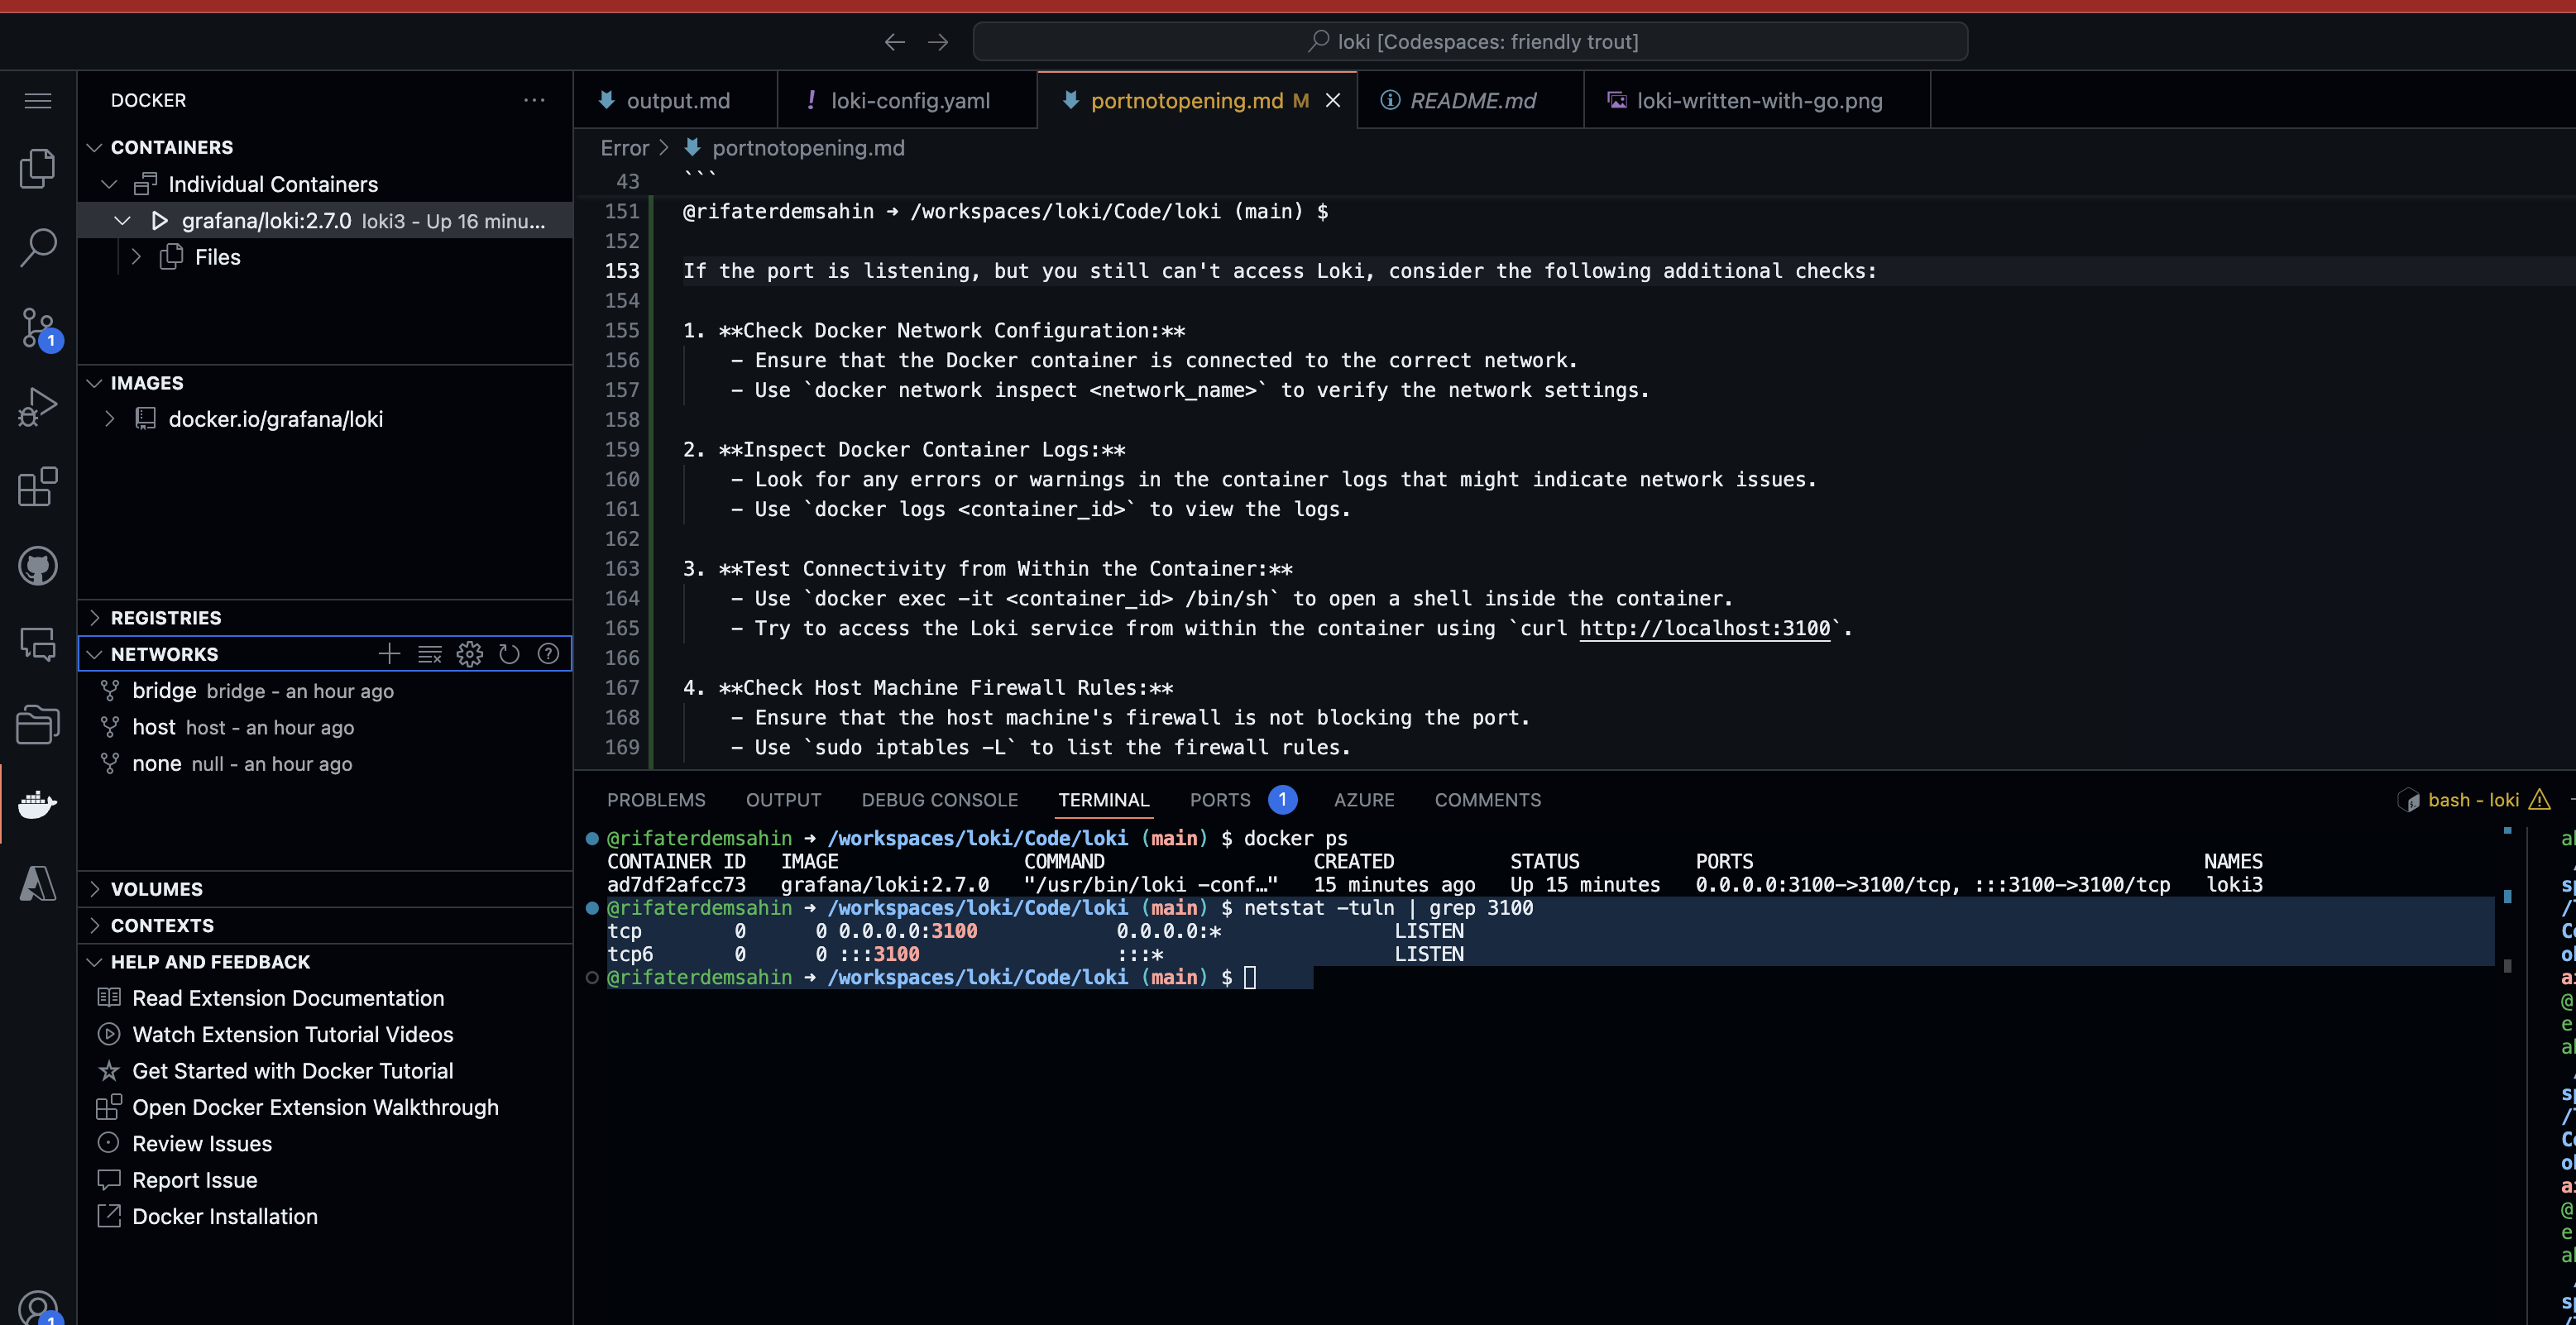 loki [Codespaces: friendly trout]
DOCKER
CONTAINERS
Individual Containers
grafana/loki:2.7.0 loki3 - Up 16 minu...
Files
1
IMAGES
docker.io/grafana/loki
REGISTRIES
NETWORKS
bridge bridge - an hour ago
host host - an hour ago
none null - an hour ago
VOLUMES
CONTEXTS
HELP AND FEEDBACK
Read Extension Documentation
Watch Extension Tutorial Videos
Get Started with Docker Tutorial
Open Docker Extension Walkthrough
Review Issues
Report Issue
Docker Installation
1
output.md
! loki-config.yaml
portnotopening.md M
README.md
loki-written-with-go.png
Error > portnotopening.md
43 ```
151 @rifaterdemsahin ➜ /workspaces/loki/Code/loki (main) $
152
153 If the port is listening, but you still can't access Loki, consider the following additional checks:
154
155 1. **Check Docker Network Configuration:**
156 - Ensure that the Docker container is connected to the correct network.
157 - Use `docker network inspect <network_name>` to verify the network settings.
158
159 2. **Inspect Docker Container Logs:**
160 - Look for any errors or warnings in the container logs that might indicate network issues.
161 - Use `docker logs <container_id>` to view the logs.
162
163 3. **Test Connectivity from Within the Container:**
164 - Use `docker exec -it <container_id> /bin/sh` to open a shell inside the container.
165 - Try to access the Loki service from within the container using `curl http://localhost:3100`.
166
167 4. **Check Host Machine Firewall Rules:**
168 - Ensure that the host machine's firewall is not blocking the port.
169 - Use `sudo iptables -L` to list the firewall rules.
PROBLEMS OUTPUT DEBUG CONSOLE TERMINAL PORTS 1 AZURE COMMENTS
bash - loki
@rifaterdemsahin ➜ /workspaces/loki/Code/loki (main) $ docker ps
CONTAINER ID IMAGE COMMAND CREATED STATUS PORTS NAMES
ad7df2afcc73 grafana/loki:2.7.0 "/usr/bin/loki -conf…" 15 minutes ago Up 15 minutes 0.0.0.0:3100->3100/tcp, :::3100->3100/tcp loki3
@rifaterdemsahin ➜ /workspaces/loki/Code/loki (main) $ netstat -tuln | grep 3100
tcp 0 0 0.0.0.0:3100 0.0.0.0:* LISTEN
tcp6 0 0 :::3100 :::* LISTEN
@rifaterdemsahin ➜ /workspaces/loki/Code/loki (main) $